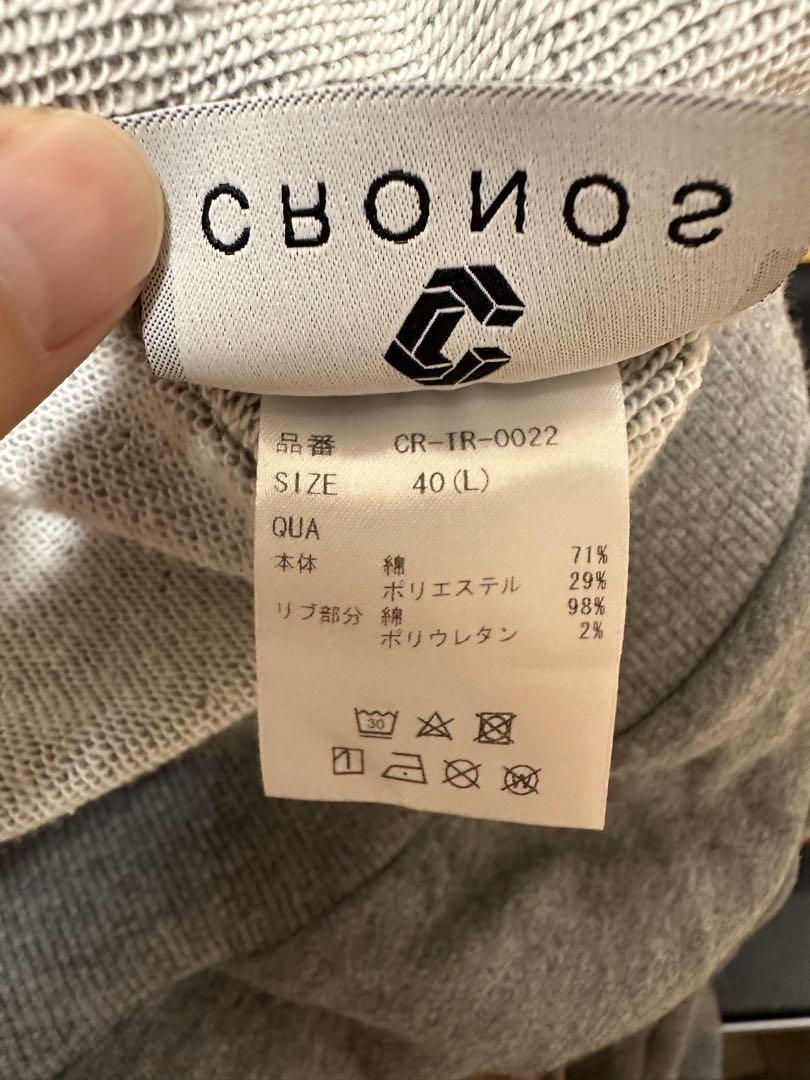 CRONOS
品番 CR-TR-0022
SIZE 40(L)
QUA
本体 綿 71%
ポリエステル 29%
リブ部分 綿 98%
ポリウレタン 2%
30
W